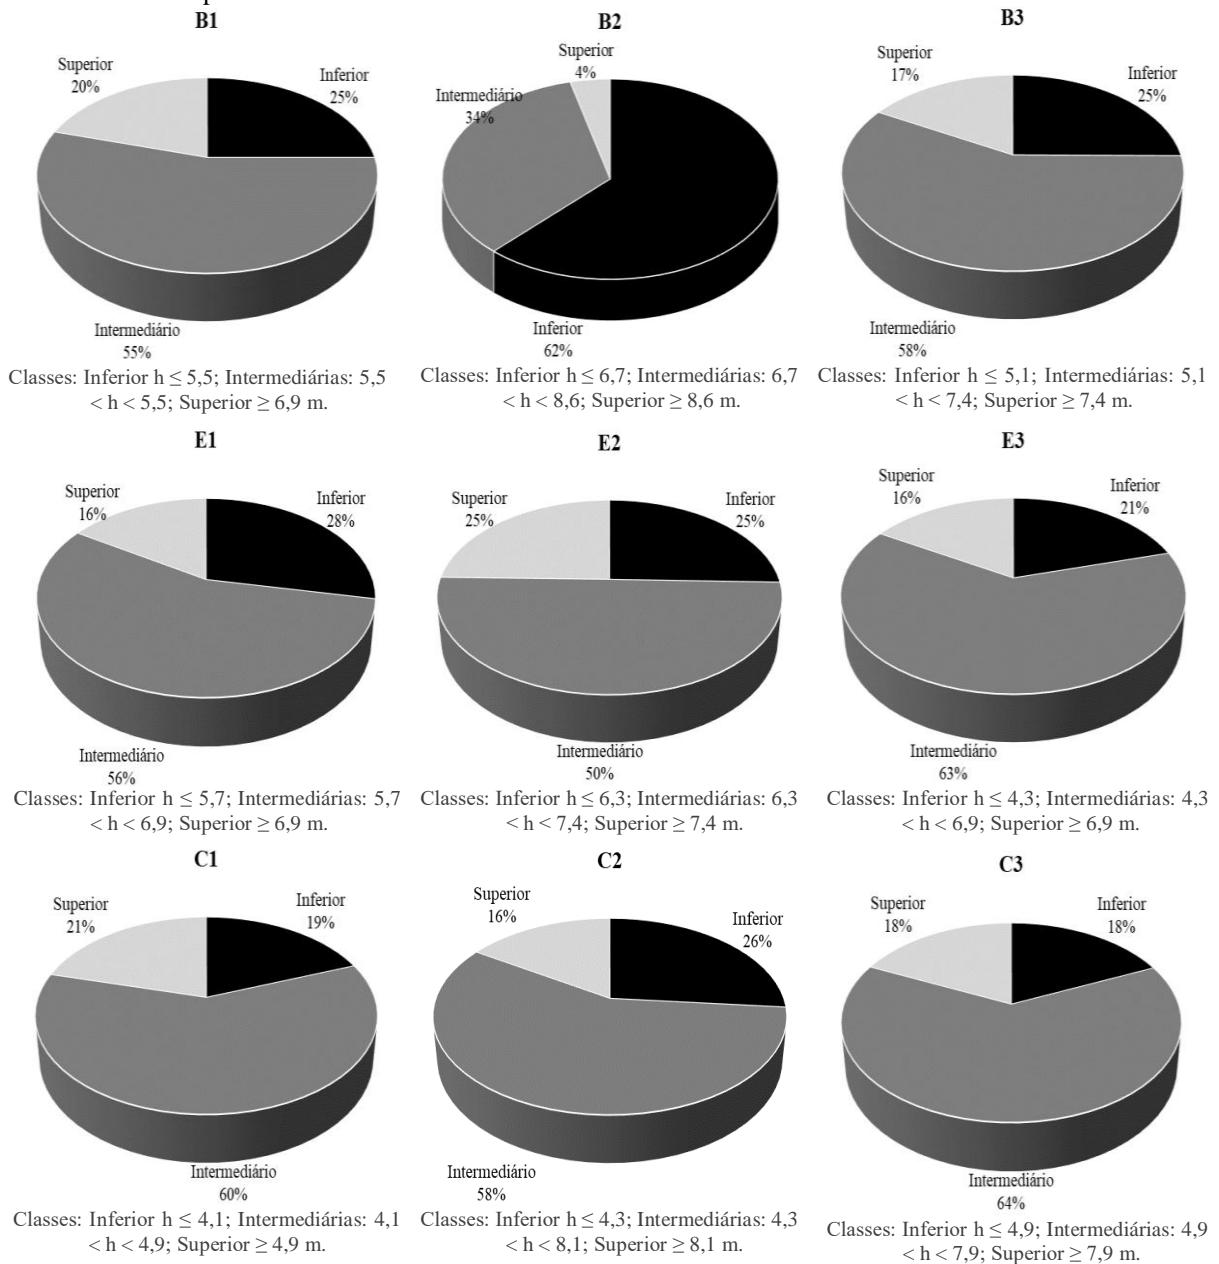 B1
Superior
20%
Inferior
25%
Intermediário
55%
Classes: Inferior h ≤ 5,5; Intermediárias: 5,5
< h < 5,5; Superior ≥ 6,9 m.
B2
Superior
4%
Intermediário
34%
Inferior
62%
Classes: Inferior h ≤ 6,7; Intermediárias: 6,7
< h < 8,6; Superior ≥ 8,6 m.
B3
Superior
17%
Inferior
25%
Intermediário
58%
Classes: Inferior h ≤ 5,1; Intermediárias: 5,1
< h < 7,4; Superior ≥ 7,4 m.
E1
Superior
16%
Inferior
28%
Intermediário
56%
Classes: Inferior h ≤ 5,7; Intermediárias: 5,7
< h < 6,9; Superior ≥ 6,9 m.
E2
Superior
25%
Inferior
25%
Intermediário
50%
Classes: Inferior h ≤ 6,3; Intermediárias: 6,3
< h < 7,4; Superior ≥ 7,4 m.
E3
Superior
16%
Inferior
21%
Intermediário
63%
Classes: Inferior h ≤ 4,3; Intermediárias: 4,3
< h < 6,9; Superior ≥ 6,9 m.
C1
Superior
21%
Inferior
19%
Intermediário
60%
Classes: Inferior h ≤ 4,1; Intermediárias: 4,1
< h < 4,9; Superior ≥ 4,9 m.
C2
Superior
16%
Inferior
26%
Intermediário
58%
Classes: Inferior h ≤ 4,3; Intermediárias: 4,3
< h < 8,1; Superior ≥ 8,1 m.
C3
Superior
18%
Inferior
18%
Intermediário
64%
Classes: Inferior h ≤ 4,9; Intermediárias: 4,9
< h < 7,9; Superior ≥ 7,9 m.